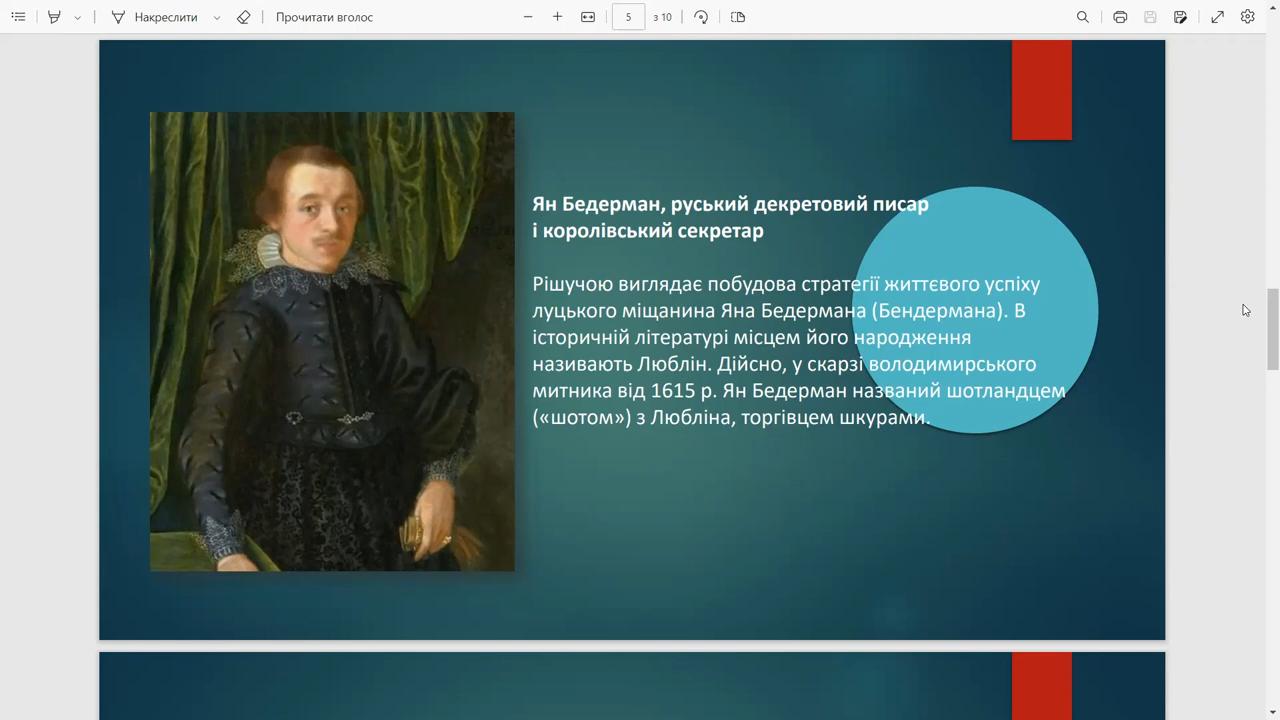 Накреслити
Прочитати вголос
5
з 10
Ян Бедерман, руський декретовий писар
і королівський секретар
Рішучою виглядає побудова стратегії життєвого успіху
луцького міщанина Яна Бедермана (Бендермана). В
історичній літературі місцем його народження
називають Люблін. Дійсно, у скарзі володимирського
митника від 1615 р. Ян Бедерман названий шотландцем
(«шотом») з Любліна, торгівцем шкурами.